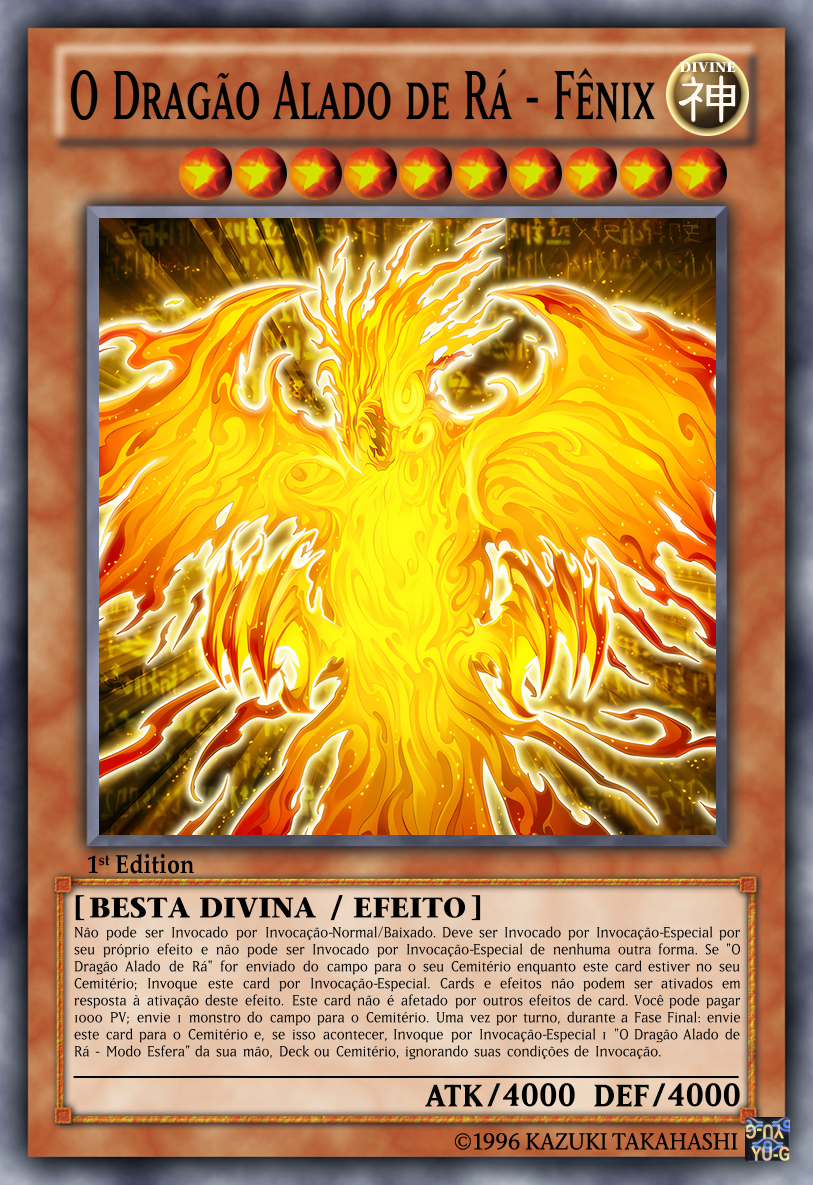 O Dragão Alado de Rá - Fênix
DIVINE
神
1st Edition
[ BESTA DIVINA / EFEITO ]
Não pode ser Invocado por Invocação-Normal/Baixado. Deve ser Invocado por Invocação-Especial por
seu próprio efeito e não pode ser Invocado por Invocação-Especial de nenhuma outra forma. Se "O
Dragão Alado de Rá" for enviado do campo para o seu Cemitério enquanto este card estiver no seu
Cemitério; Invoque este card por Invocação-Especial. Cards e efeitos não podem ser ativados em
resposta à ativação deste efeito. Este card não é afetado por outros efeitos de card. Você pode pagar
1000 PV; envie 1 monstro do campo para o Cemitério. Uma vez por turno, durante a Fase Final: envie
este card para o Cemitério e, se isso acontecer, Invoque por Invocação-Especial 1 "O Dragão Alado de
Rá - Modo Esfera" da sua mão, Deck ou Cemitério, ignorando suas condições de Invocação.
ATK/4000 DEF/4000
©1996 KAZUKI TAKAHASHI
YU-G